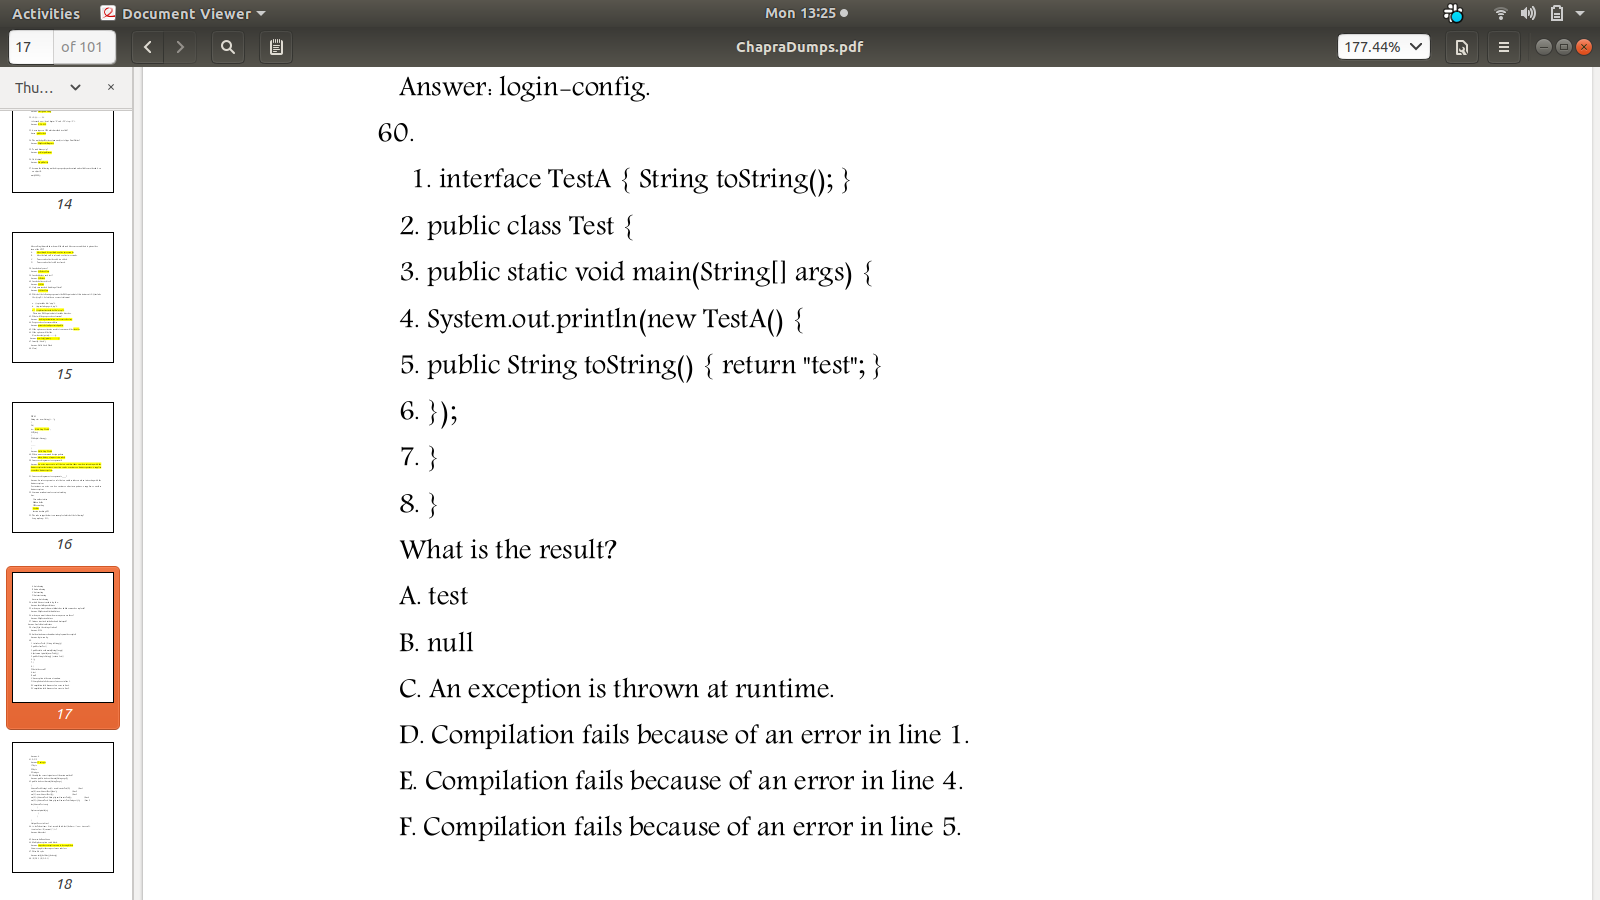 Activities Document Viewer Mon 13:25
17 of 101 ChapraDumps.pdf 177.44%
Thu... ×
14
15
16
17
18
Answer: login-config.
60.
1. interface TestA { String toString(); }
2. public class Test {
3. public static void main(String[] args) {
4. System.out.println(new TestA() {
5. public String toString() { return "test"; }
6. });
7. }
8. }
What is the result?
A. test
B. null
C. An exception is thrown at runtime.
D. Compilation fails because of an error in line 1.
E. Compilation fails because of an error in line 4.
F. Compilation fails because of an error in line 5.